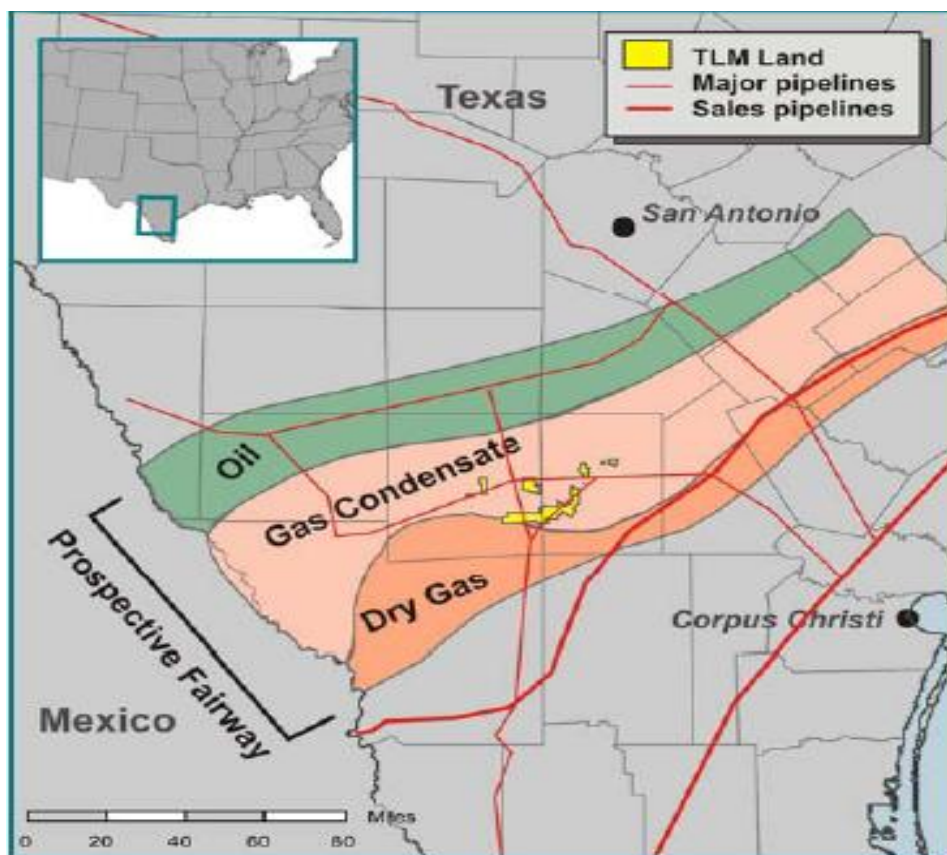 TLM Land
Major pipelines
Sales pipelines
Texas
San Antonio
Oil
Gas Condensate
Dry Gas
Prospective Fairway
Corpus Christi
Mexico
Miles
0 20 40 60 80